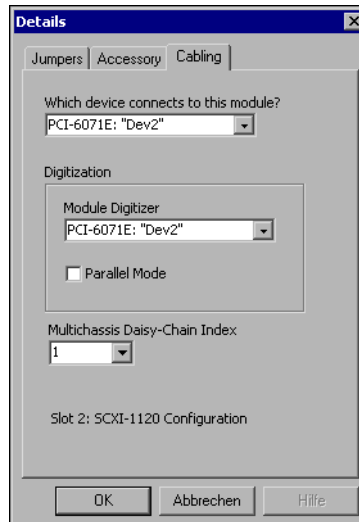 Details
Jumpers Accessory Cabling
Which device connects to this module?
PCI-6071E: "Dev2"
Digitization
Module Digitizer
PCI-6071E: "Dev2"
Parallel Mode
Multichassis Daisy-Chain Index
1
Slot 2: SCXI-1120 Configuration
OK Abbrechen Hilfe